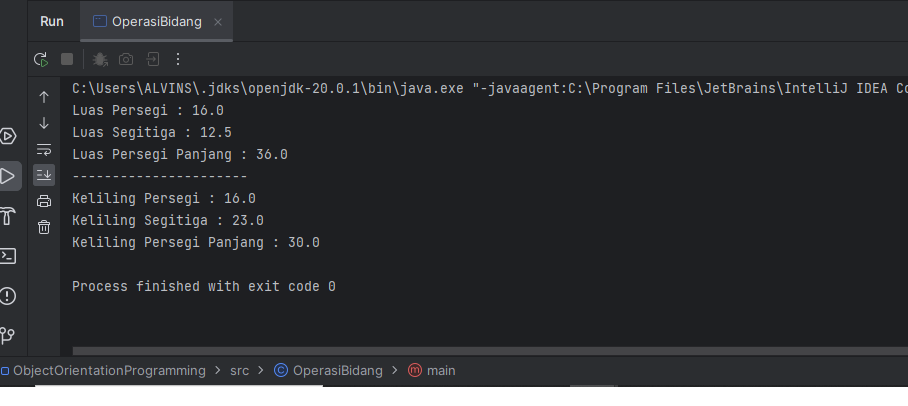 Run OperasiBidang
C:\Users\ALVINS\.jdks\openjdk-20.0.1\bin\java.exe "-javaagent:C:\Program Files\JetBrains\IntelliJ IDEA Co
Luas Persegi : 16.0
Luas Segitiga : 12.5
Luas Persegi Panjang : 36.0
----------------------
Keliling Persegi : 16.0
Keliling Segitiga : 23.0
Keliling Persegi Panjang : 30.0
Process finished with exit code 0
ObjectOrientationProgramming > src > OperasiBidang > main